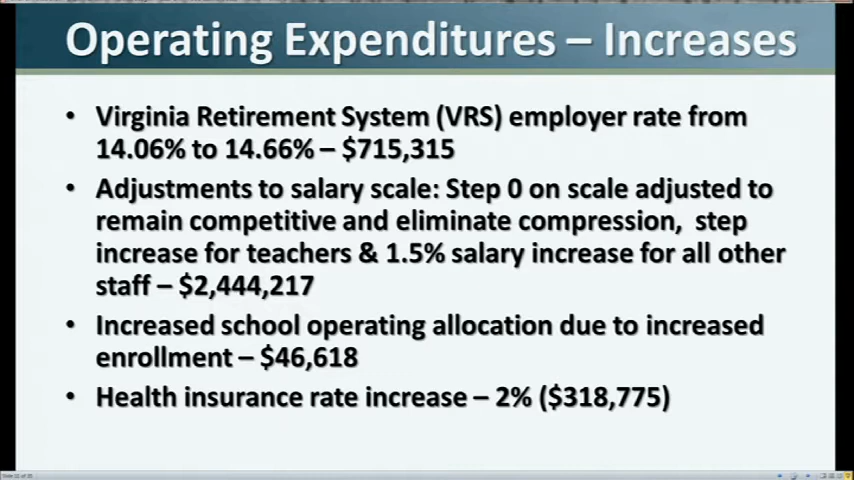 Operating Expenditures – Increases
• Virginia Retirement System (VRS) employer rate from
14.06% to 14.66% – $715,315
• Adjustments to salary scale: Step 0 on scale adjusted to
remain competitive and eliminate compression, step
increase for teachers & 1.5% salary increase for all other
staff – $2,444,217
• Increased school operating allocation due to increased
enrollment – $46,618
• Health insurance rate increase – 2% ($318,775)